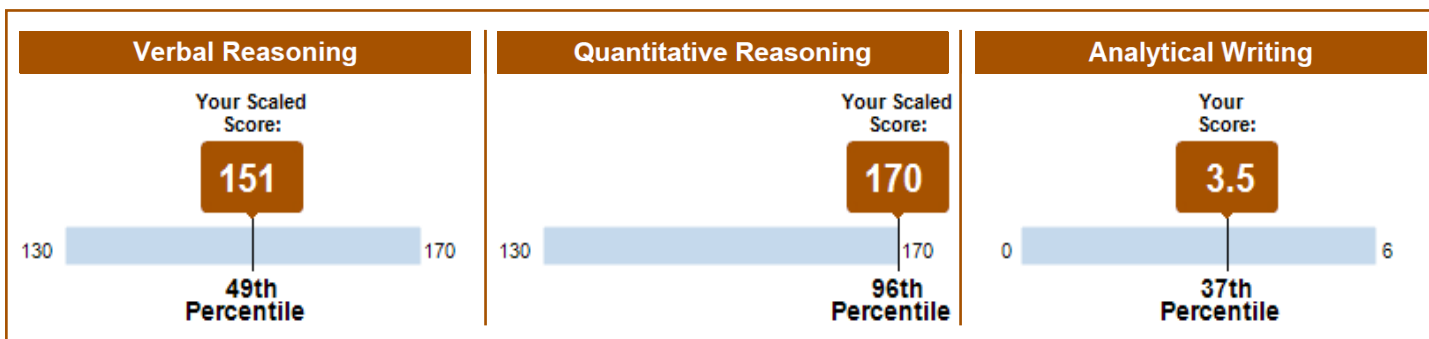 Verbal Reasoning
Your Scaled
Score:
151
130
170
49th
Percentile
Quantitative Reasoning
Your Scaled
Score:
170
130
170
96th
Percentile
Analytical Writing
Your
Score:
3.5
0
6
37th
Percentile